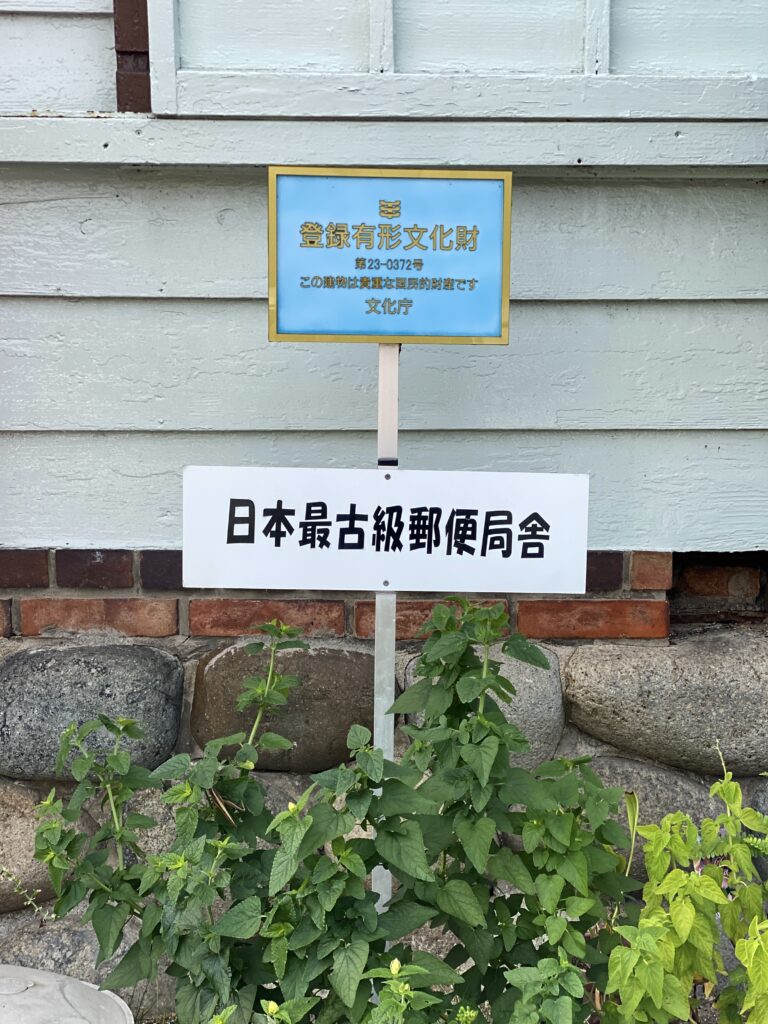 登録有形文化財
第23-0372号
この建物は貴重な国民的財産です
文化庁
日本最古級郵便局舎